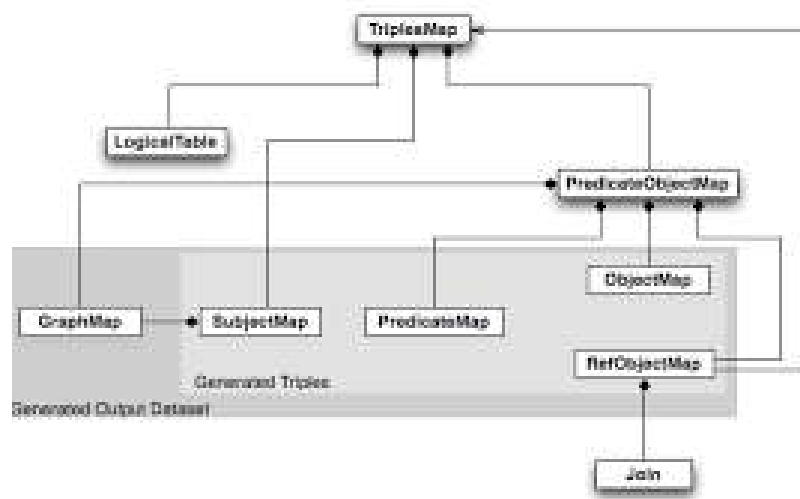 TriplesMap
LogicalTable
PredicateObjectMap
ObjectMap
GraphMap
SubjectMap
PredicateMap
RefObjectMap
Generated Triples
Generated Output Dataset
Join